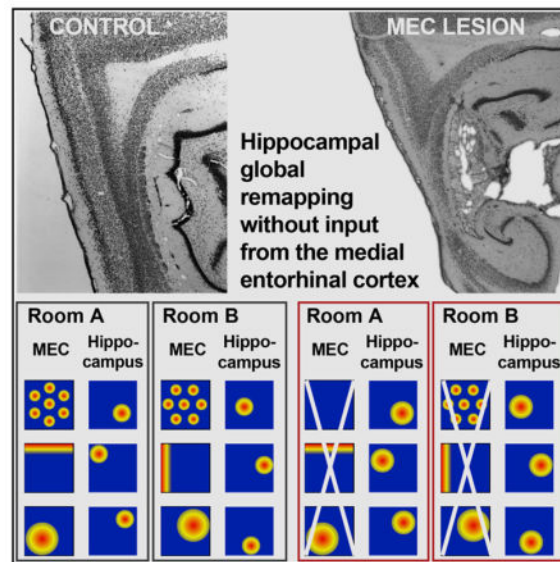 CONTROL
MEC LESION
Hippocampal
global
remapping
without input
from the medial
entorhinal cortex
Room A
Room B
Room A
Room B
MEC
Hippo-
campus
MEC
Hippo-
campus
MEC
Hippo-
campus
MEC
Hippo-
campus